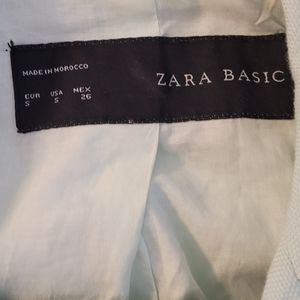 MADE IN MOROCCO
ZARA BASIC
EUR USA MEX
S S 26